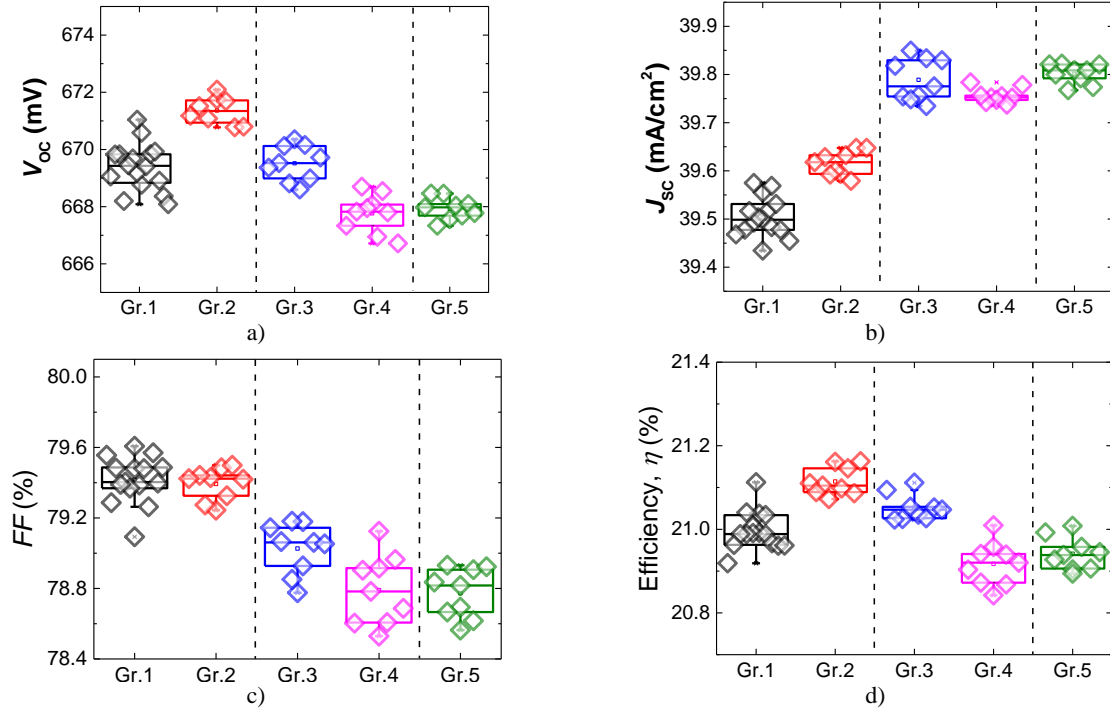 674
672
670
668
666
V_OC (mV)
Gr.1 Gr.2 Gr.3 Gr.4 Gr.5
a)
39.9
39.8
39.7
39.6
39.5
39.4
J_SC (mA/cm²)
Gr.1 Gr.2 Gr.3 Gr.4 Gr.5
b)
80.0
79.6
79.2
78.8
78.4
FF (%)
Gr.1 Gr.2 Gr.3 Gr.4 Gr.5
c)
21.4
21.2
21.0
20.8
Efficiency, η (%)
Gr.1 Gr.2 Gr.3 Gr.4 Gr.5
d)